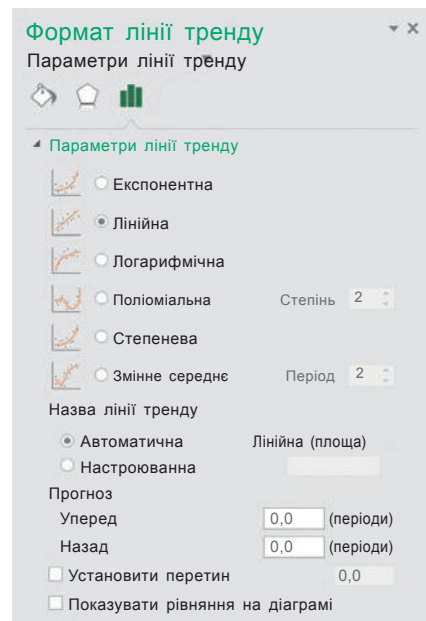 Формат лінії тренду
Параметри лінії тренду
Параметри лінії тренду
Експонентна
Лінійна
Логарифмічна
Поліоміальна Степінь 2
Степенева
Змінне середнє Період 2
Назва лінії тренду
Автоматична Лінійна (площа)
Настроюванна
Прогноз
Уперед 0,0 (періоди)
Назад 0,0 (періоди)
Установити перетин 0,0
Показувати рівняння на діаграмі